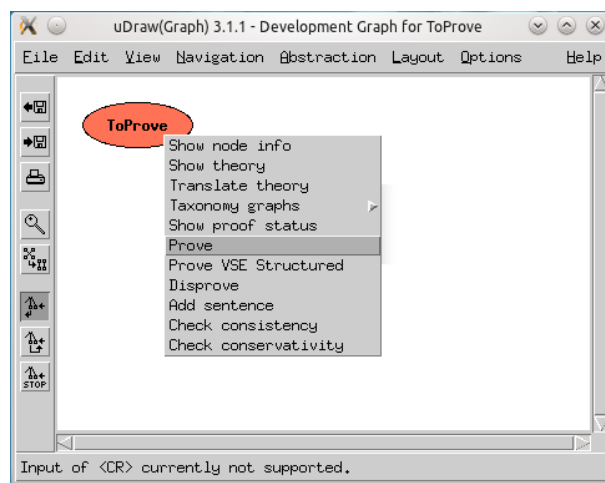 uDraw(Graph) 3.1.1 - Development Graph for ToProve
File Edit View Navigation Abstraction Layout Options Help
ToProve
Show node info
Show theory
Translate theory
Taxonomy graphs
Show proof status
Prove
Prove VSE Structured
Disprove
Add sentence
Check consistency
Check conservativity
STOP
Input of <CR> currently not supported.